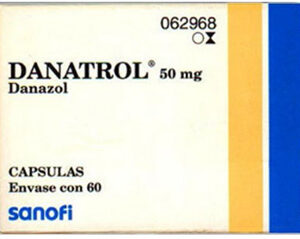 062968
DANATROL® 50 mg
Danazol
CAPSULAS
Envase con 60
sanofi